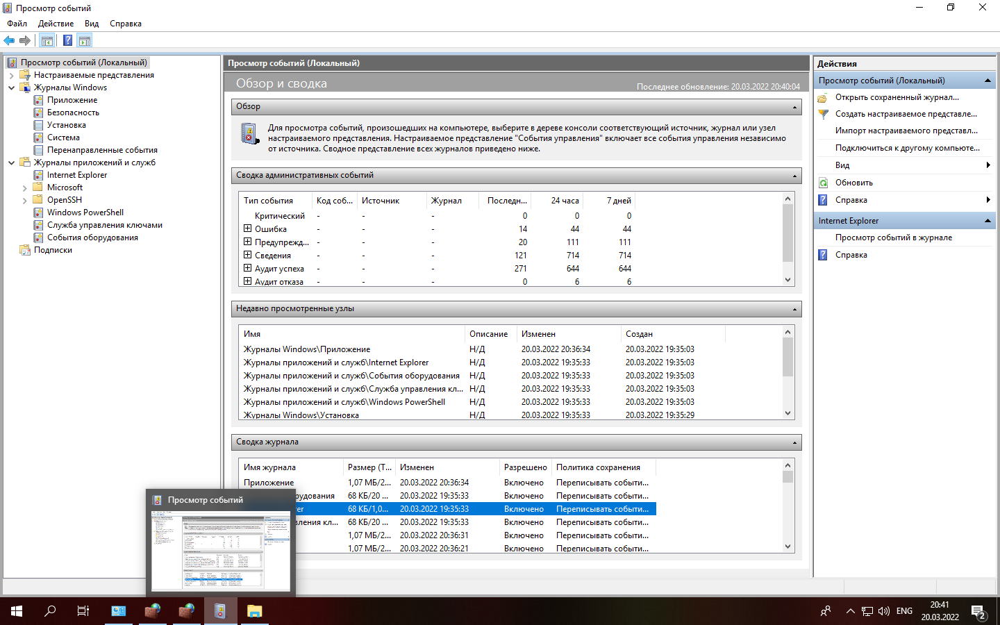 Просмотр событий
Файл Действие Вид Справка
Просмотр событий (Локальный)
Настраиваемые представления
Журналы Windows
Приложение
Безопасность
Установка
Система
Перенаправленные события
Журналы приложений и служб
Internet Explorer
Microsoft
OpenSSH
Windows PowerShell
Служба управления ключами
События оборудования
Подписки
Просмотр событий (Локальный)
Обзор и сводка
Последнее обновление: 20.03.2022 20:40:04
Обзор
Для просмотра событий, произошедших на компьютере, выберите в дереве консоли соответствующий источник, журнал или узел
настраиваемого представления. Настраиваемое представление "События управления" включает все события управления независимо
от источника. Сводное представление всех журналов приведено ниже.
Сводка административных событий
Тип события Код соб... Источник Журнал Последн... 24 часа 7 дней
Критический - - - 0 0 0
Ошибка - - - 14 44 44
Предупрежд... - - - 20 111 111
Сведения - - - 121 714 714
Аудит успеха - - - 271 644 644
Аудит отказа - - - 0 6 6
Недавно просмотренные узлы
Имя Описание Изменен Создан
Журналы Windows\Приложение Н/Д 20.03.2022 20:36:34 20.03.2022 19:35:03
Журналы приложений и служб\Internet Explorer Н/Д 20.03.2022 19:35:33 20.03.2022 19:35:03
Журналы приложений и служб\События оборудования Н/Д 20.03.2022 19:35:33 20.03.2022 19:35:03
Журналы приложений и служб\Служба управления кл... Н/Д 20.03.2022 19:35:33 20.03.2022 19:35:03
Журналы приложений и служб\Windows PowerShell Н/Д 20.03.2022 19:35:33 20.03.2022 19:35:03
Журналы Windows\Установка Н/Д 20.03.2022 19:35:33 20.03.2022 19:35:29
Сводка журнала
Имя журнала Размер (Т... Изменен Разрешено Политика сохранения
Приложение 1,07 МБ/2... 20.03.2022 20:36:34 Включено Переписывать событи...
рудования 68 КБ/20 ... 20.03.2022 19:35:33 Включено Переписывать событи...
rer 68 КБ/1,0... 20.03.2022 19:35:33 Включено Переписывать событи...
вления кл... 68 КБ/20 ... 20.03.2022 19:35:33 Включено Переписывать событи...
1,07 МБ/2... 20.03.2022 20:36:31 Включено Переписывать событи...
1,07 МБ/2... 20.03.2022 20:36:21 Включено Переписывать событи...
Действия
Просмотр событий (Локальный)
Открыть сохраненный журнал...
Создать настраиваемое представле...
Импорт настраиваемого представл...
Подключиться к другому компьюте...
Вид
Обновить
Справка
Internet Explorer
Просмотр событий в журнале
Справка
Просмотр событий
ENG
20:41
20.03.2022
2